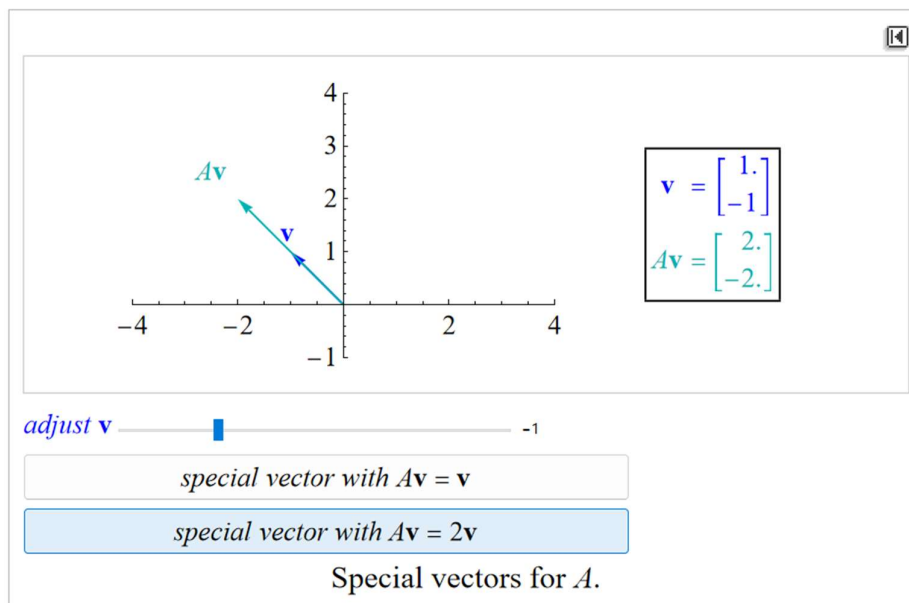 4
3
Av
2
v
1
−4
−2
2
4
−1
v = [1.
−1]
Av = [2.
−2.]
adjust v
-1
special vector with Av = v
special vector with Av = 2v
Special vectors for A.